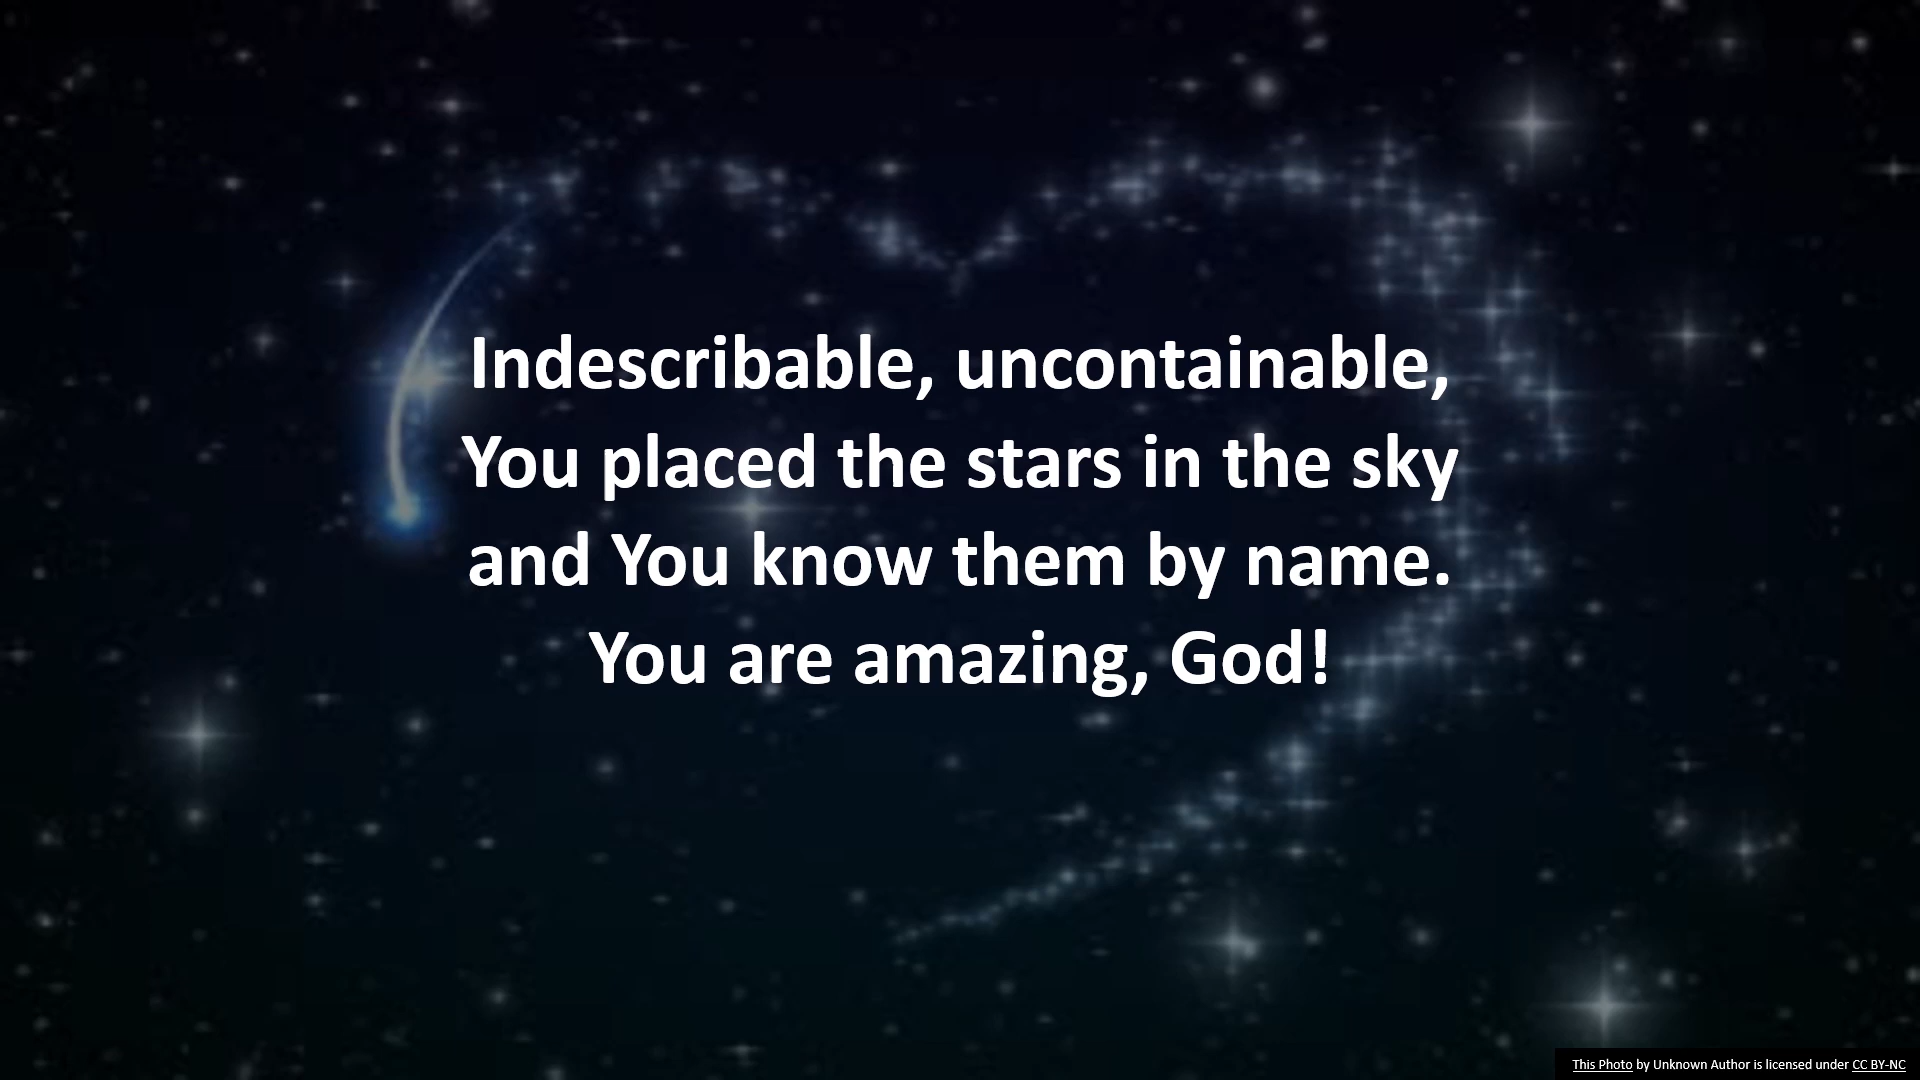 Indescribable, uncontainable,
You placed the stars in the sky
and You know them by name.
You are amazing, God!
This Photo by Unknown Author is licensed under CC BY-NC